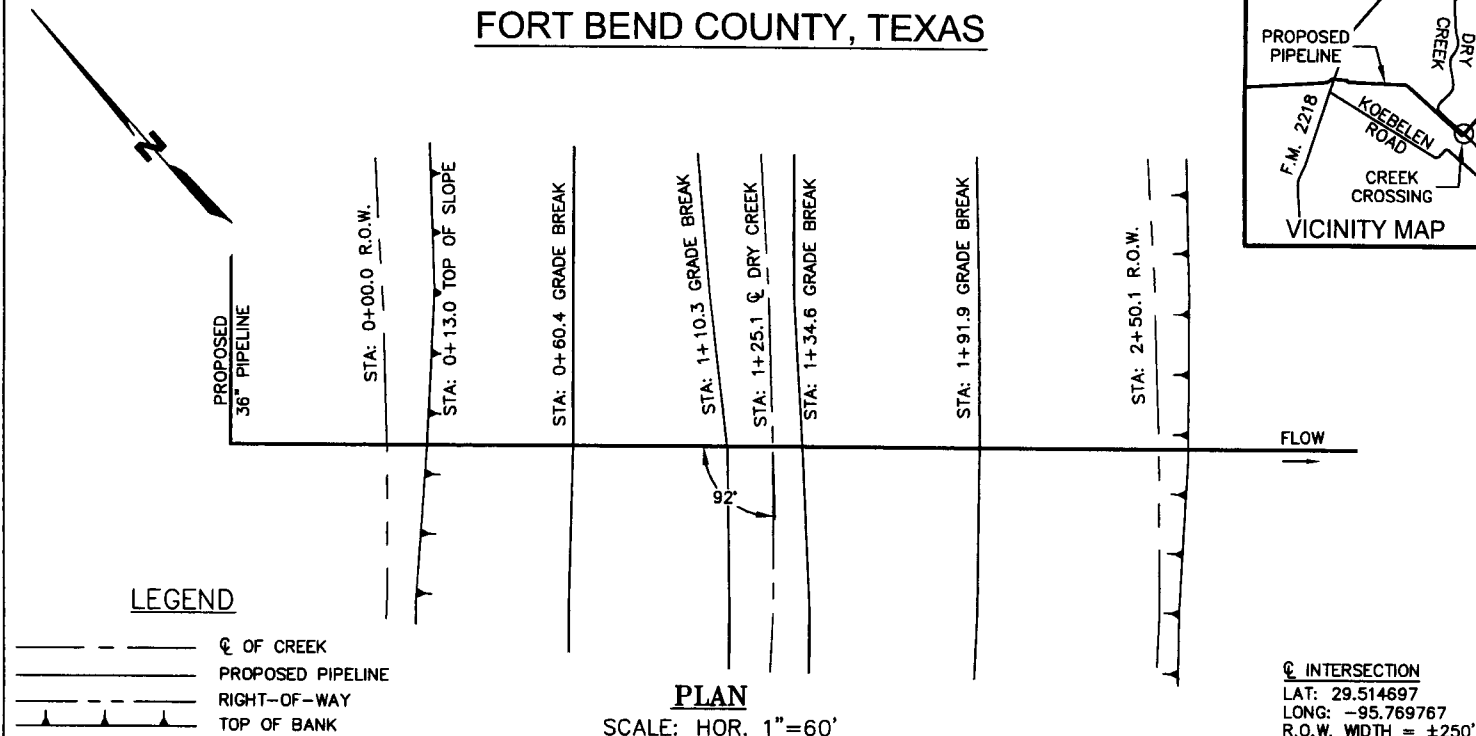 FORT BEND COUNTY, TEXAS
PROPOSED
PIPELINE
DRY
CREEK
F.M. 2218
KOEBELEN
ROAD
CREEK
CROSSING
VICINITY MAP
N
PROPOSED
36" PIPELINE
STA: 0+00.0 R.O.W.
STA: 0+13.0 TOP OF SLOPE
STA: 0+60.4 GRADE BREAK
STA: 1+10.3 GRADE BREAK
STA: 1+25.1 ℄ DRY CREEK
STA: 1+34.6 GRADE BREAK
STA: 1+91.9 GRADE BREAK
STA: 2+50.1 R.O.W.
FLOW
92°
LEGEND
℄ OF CREEK
PROPOSED PIPELINE
RIGHT-OF-WAY
TOP OF BANK
PLAN
SCALE: HOR. 1"=60'
℄ INTERSECTION
LAT: 29.514697
LONG: -95.769767
R.O.W. WIDTH = ±250'